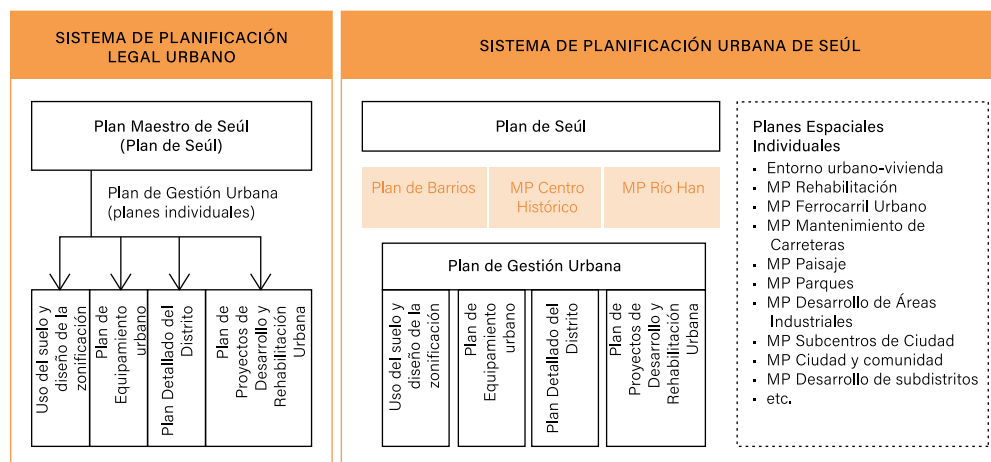 SISTEMA DE PLANIFICACIÓN
LEGAL URBANO
Plan Maestro de Seúl
(Plan de Seúl)
Plan de Gestión Urbana
(planes individuales)
Uso del suelo y
diseño de la
zonificación
Plan de
Equipamiento
urbano
Plan Detallado del
Distrito
Plan de
Proyectos de
Desarrollo y
Rehabilitación
Urbana
SISTEMA DE PLANIFICACIÓN URBANA DE SEÚL
Plan de Seúl
Plan de Barrios
MP Centro
Histórico
MP Río Han
Plan de Gestión Urbana
Uso del suelo y
diseño de la
zonificación
Plan de
Equipamiento
urbano
Plan Detallado del
Distrito
Plan de
Proyectos de
Desarrollo y
Rehabilitación
Urbana
Planes Espaciales
Individuales
▪ Entorno urbano-vivienda
▪ MP Rehabilitación
▪ MP Ferrocarril Urbano
▪ MP Mantenimiento de
Carreteras
▪ MP Paisaje
▪ MP Parques
▪ MP Desarrollo de Áreas
Industriales
▪ MP Subcentros de Ciudad
▪ MP Ciudad y comunidad
▪ MP Desarrollo de subdistritos
▪ etc.